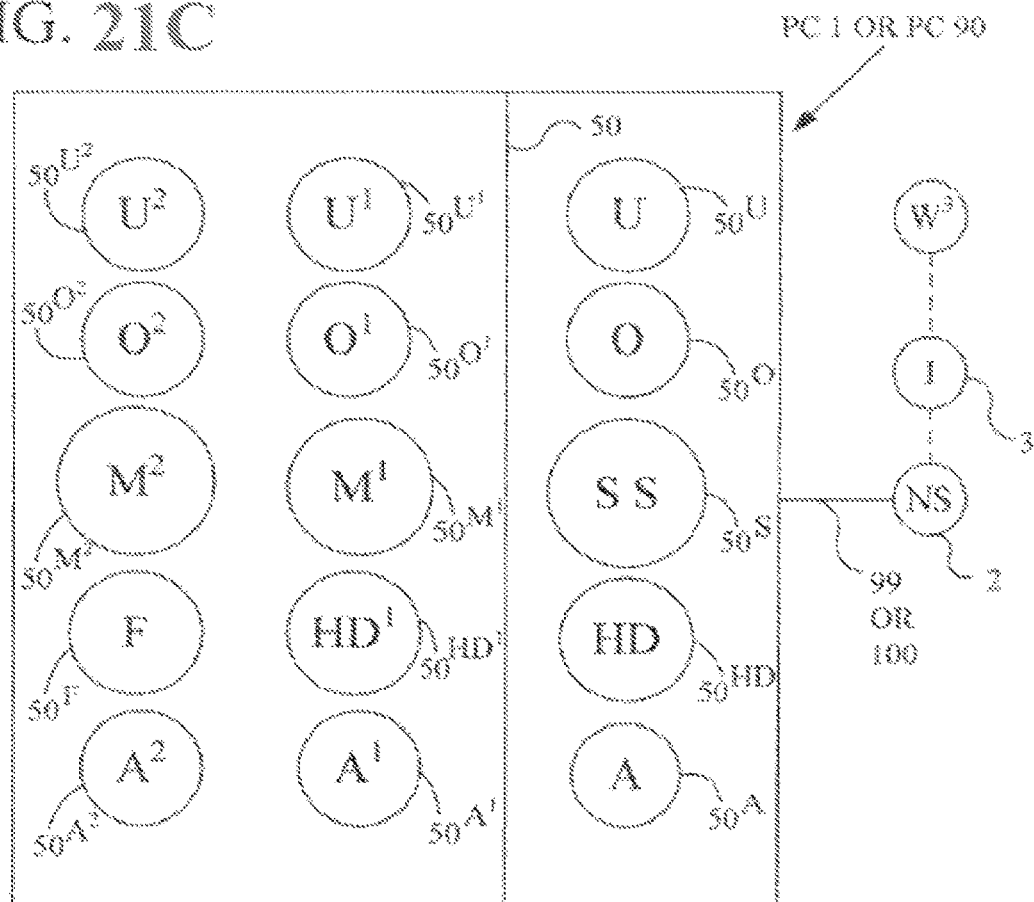 IG. 21C
PC 1 OR PC 90
50
50U² U² U¹ 50U¹ U 50U W³
50O² O² O¹ 50O¹ O 50O I 3
M² 50M² M¹ 50M¹ S S 50S NS 2
99
OR
100
F 50F HD¹ 50HD¹ HD 50HD
A² 50A² A¹ 50A¹ A 50A